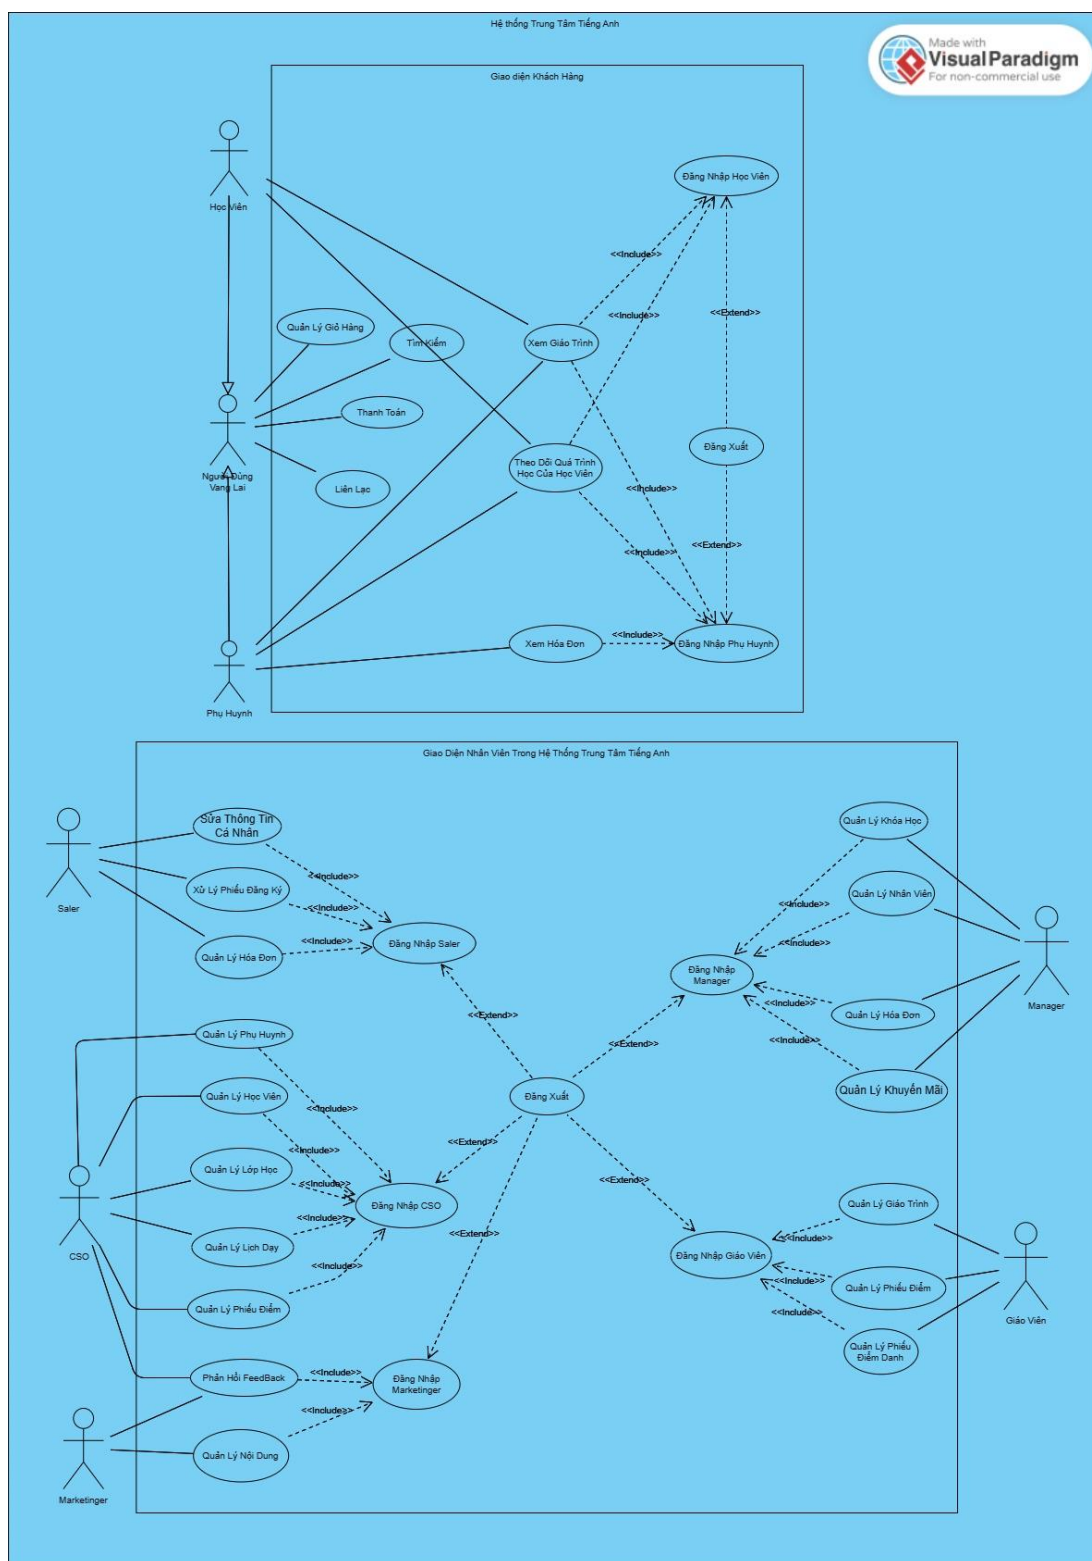 Hệ thống Trung Tâm Tiếng Anh
Made with
Visual Paradigm
For non-commercial use
Giao diện Khách Hàng
Học Viên
Đăng Nhập Học Viên
<<Include>>
<<Include>>
<<Extend>>
Quản Lý Giỏ Hàng
Tìm Kiếm
Xem Giáo Trình
Thanh Toán
Người Dùng
Vang Lai
Đăng Xuất
Theo Dõi Quá Trình
Học Của Học Viên
Liên Lạc
<<Include>>
<<Extend>>
<<Include>>
Xem Hóa Đơn
<<Include>>
Đăng Nhập Phụ Huynh
Phụ Huynh
Giao Diện Nhân Viên Trong Hệ Thống Trung Tâm Tiếng Anh
Sửa Thông Tin
Cá Nhân
Saler
<<Include>>
Xử Lý Phiếu Đăng Ký
<<Include>>
<<Include>>
Quản Lý Hóa Đơn
Đăng Nhập Saler
Quản Lý Khóa Học
<<Include>>
Quản Lý Nhân Viên
<<Include>>
Đăng Nhập
Manager
<<Include>>
Quản Lý Hóa Đơn
Manager
<<Extend>>
<<Extend>>
<<Include>>
Quản Lý Khuyến Mãi
Quản Lý Phụ Huynh
Quản Lý Học Viên
<<Include>>
Đăng Xuất
<<Include>>
<<Extend>>
Quản Lý Lớp Học
<<Include>>
Đăng Nhập CSO
<<Extend>>
CSO
Quản Lý Lịch Dạy
<<Include>>
<<Extend>>
<<Include>>
Quản Lý Phiếu Điểm
Quản Lý Giáo Trình
<<Include>>
Đăng Nhập Giáo Viên
<<Include>>
Quản Lý Phiếu Điểm
<<Include>>
Quản Lý Phiếu
Điểm Danh
Giáo Viên
Phản Hồi FeedBack
<<Include>>
Đăng Nhập
Marketinger
<<Include>>
Quản Lý Nội Dung
Marketinger